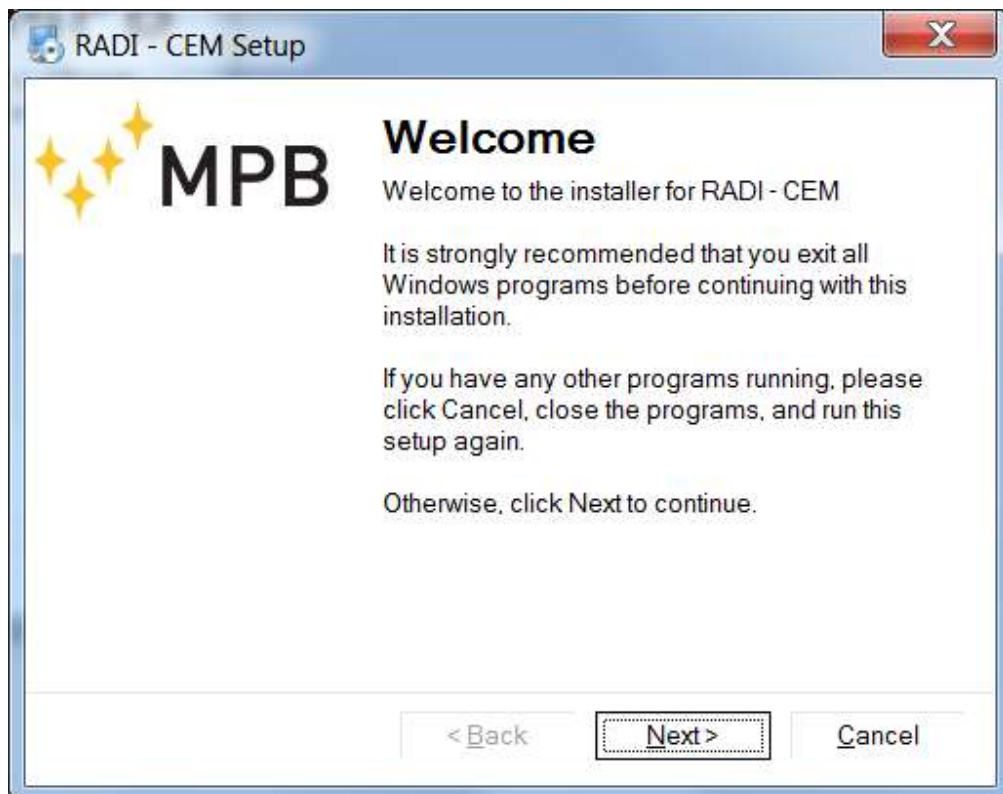 RADI - CEM Setup
MPB
Welcome
Welcome to the installer for RADI - CEM
It is strongly recommended that you exit all
Windows programs before continuing with this
installation.
If you have any other programs running, please
click Cancel, close the programs, and run this
setup again.
Otherwise, click Next to continue.
< Back
Next >
Cancel